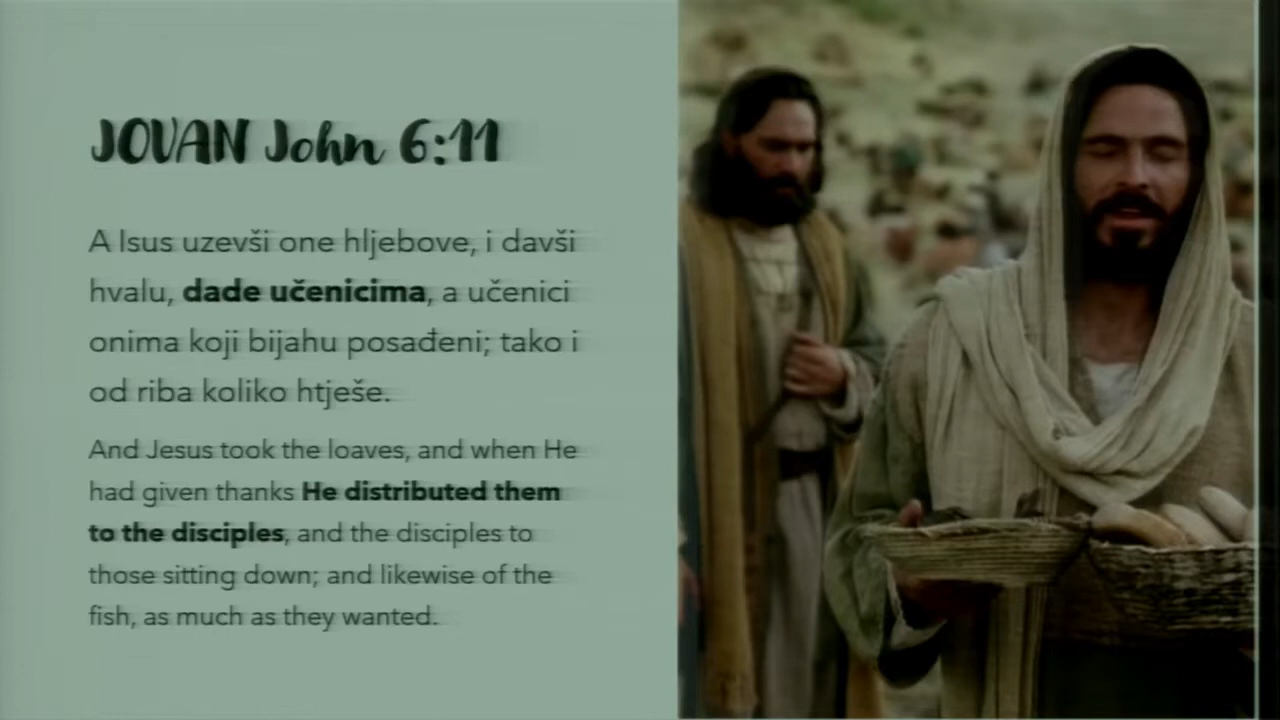 JOVAN John 6:11
A Isus uzevši one hljebove, i davši
hvalu, dade učenicima, a učenici
onima koji bijahu posađeni; tako i
od riba koliko htješe.
And Jesus took the loaves, and when He
had given thanks He distributed them
to the disciples, and the disciples to
those sitting down; and likewise of the
fish, as much as they wanted.